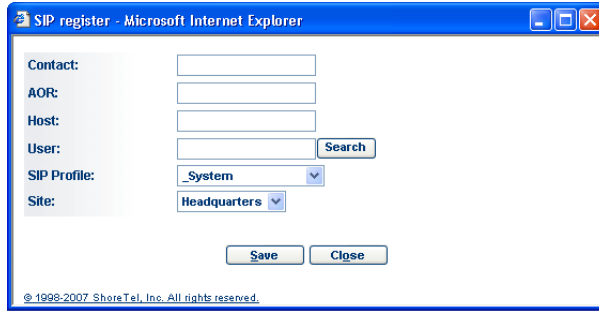 SIP register - Microsoft Internet Explorer
Contact:
AOR:
Host:
User: Search
SIP Profile: _System
Site: Headquarters
Save Close
© 1998-2007 ShoreTel, Inc. All rights reserved.